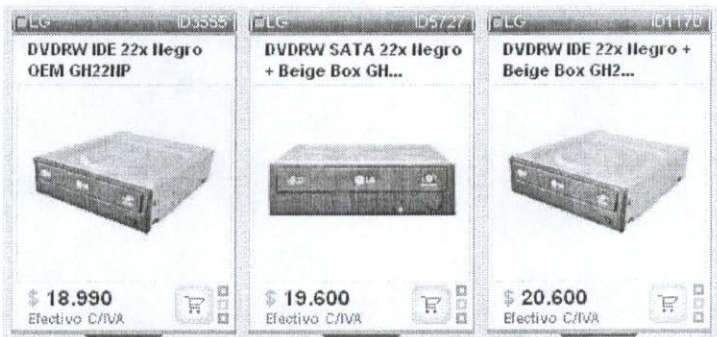 LG ID3555
DVDRW IDE 22x Negro
OEM GH22NP
$ 18.990
Efectivo C/IVA
LG ID5727
DVDRW SATA 22x Negro
+ Beige Box GH...
$ 19.600
Efectivo C/IVA
LG ID1170
DVDRW IDE 22x Negro +
Beige Box GH2...
$ 20.600
Efectivo C/IVA